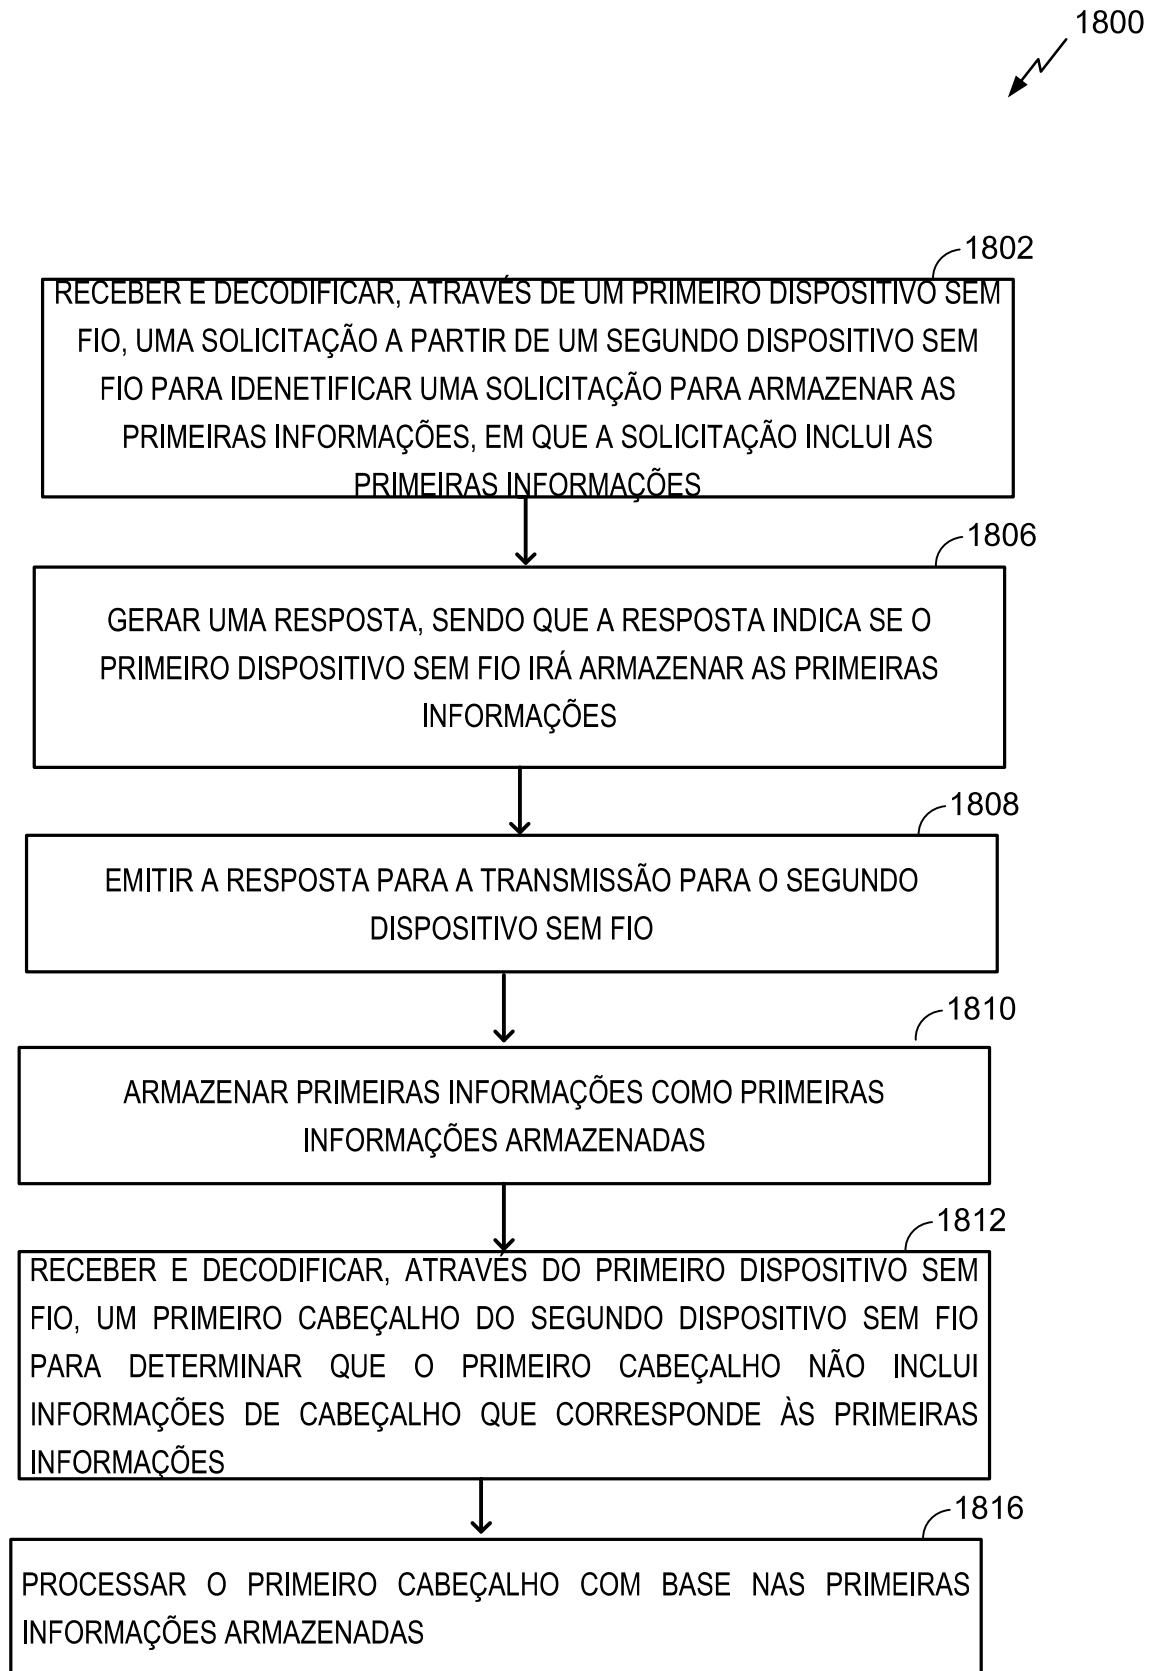 1800
1802
RECEBER E DECODIFICAR, ATRAVÉS DE UM PRIMEIRO DISPOSITIVO SEM
FIO, UMA SOLICITAÇÃO A PARTIR DE UM SEGUNDO DISPOSITIVO SEM
FIO PARA IDENETIFICAR UMA SOLICITAÇÃO PARA ARMAZENAR AS
PRIMEIRAS INFORMAÇÕES, EM QUE A SOLICITAÇÃO INCLUI AS
PRIMEIRAS INFORMAÇÕES
1806
GERAR UMA RESPOSTA, SENDO QUE A RESPOSTA INDICA SE O
PRIMEIRO DISPOSITIVO SEM FIO IRÁ ARMAZENAR AS PRIMEIRAS
INFORMAÇÕES
1808
EMITIR A RESPOSTA PARA A TRANSMISSÃO PARA O SEGUNDO
DISPOSITIVO SEM FIO
1810
ARMAZENAR PRIMEIRAS INFORMAÇÕES COMO PRIMEIRAS
INFORMAÇÕES ARMAZENADAS
1812
RECEBER E DECODIFICAR, ATRAVÉS DO PRIMEIRO DISPOSITIVO SEM
FIO, UM PRIMEIRO CABEÇALHO DO SEGUNDO DISPOSITIVO SEM FIO
PARA DETERMINAR QUE O PRIMEIRO CABEÇALHO NÃO INCLUI
INFORMAÇÕES DE CABEÇALHO QUE CORRESPONDE ÀS PRIMEIRAS
INFORMAÇÕES
1816
PROCESSAR O PRIMEIRO CABEÇALHO COM BASE NAS PRIMEIRAS
INFORMAÇÕES ARMAZENADAS